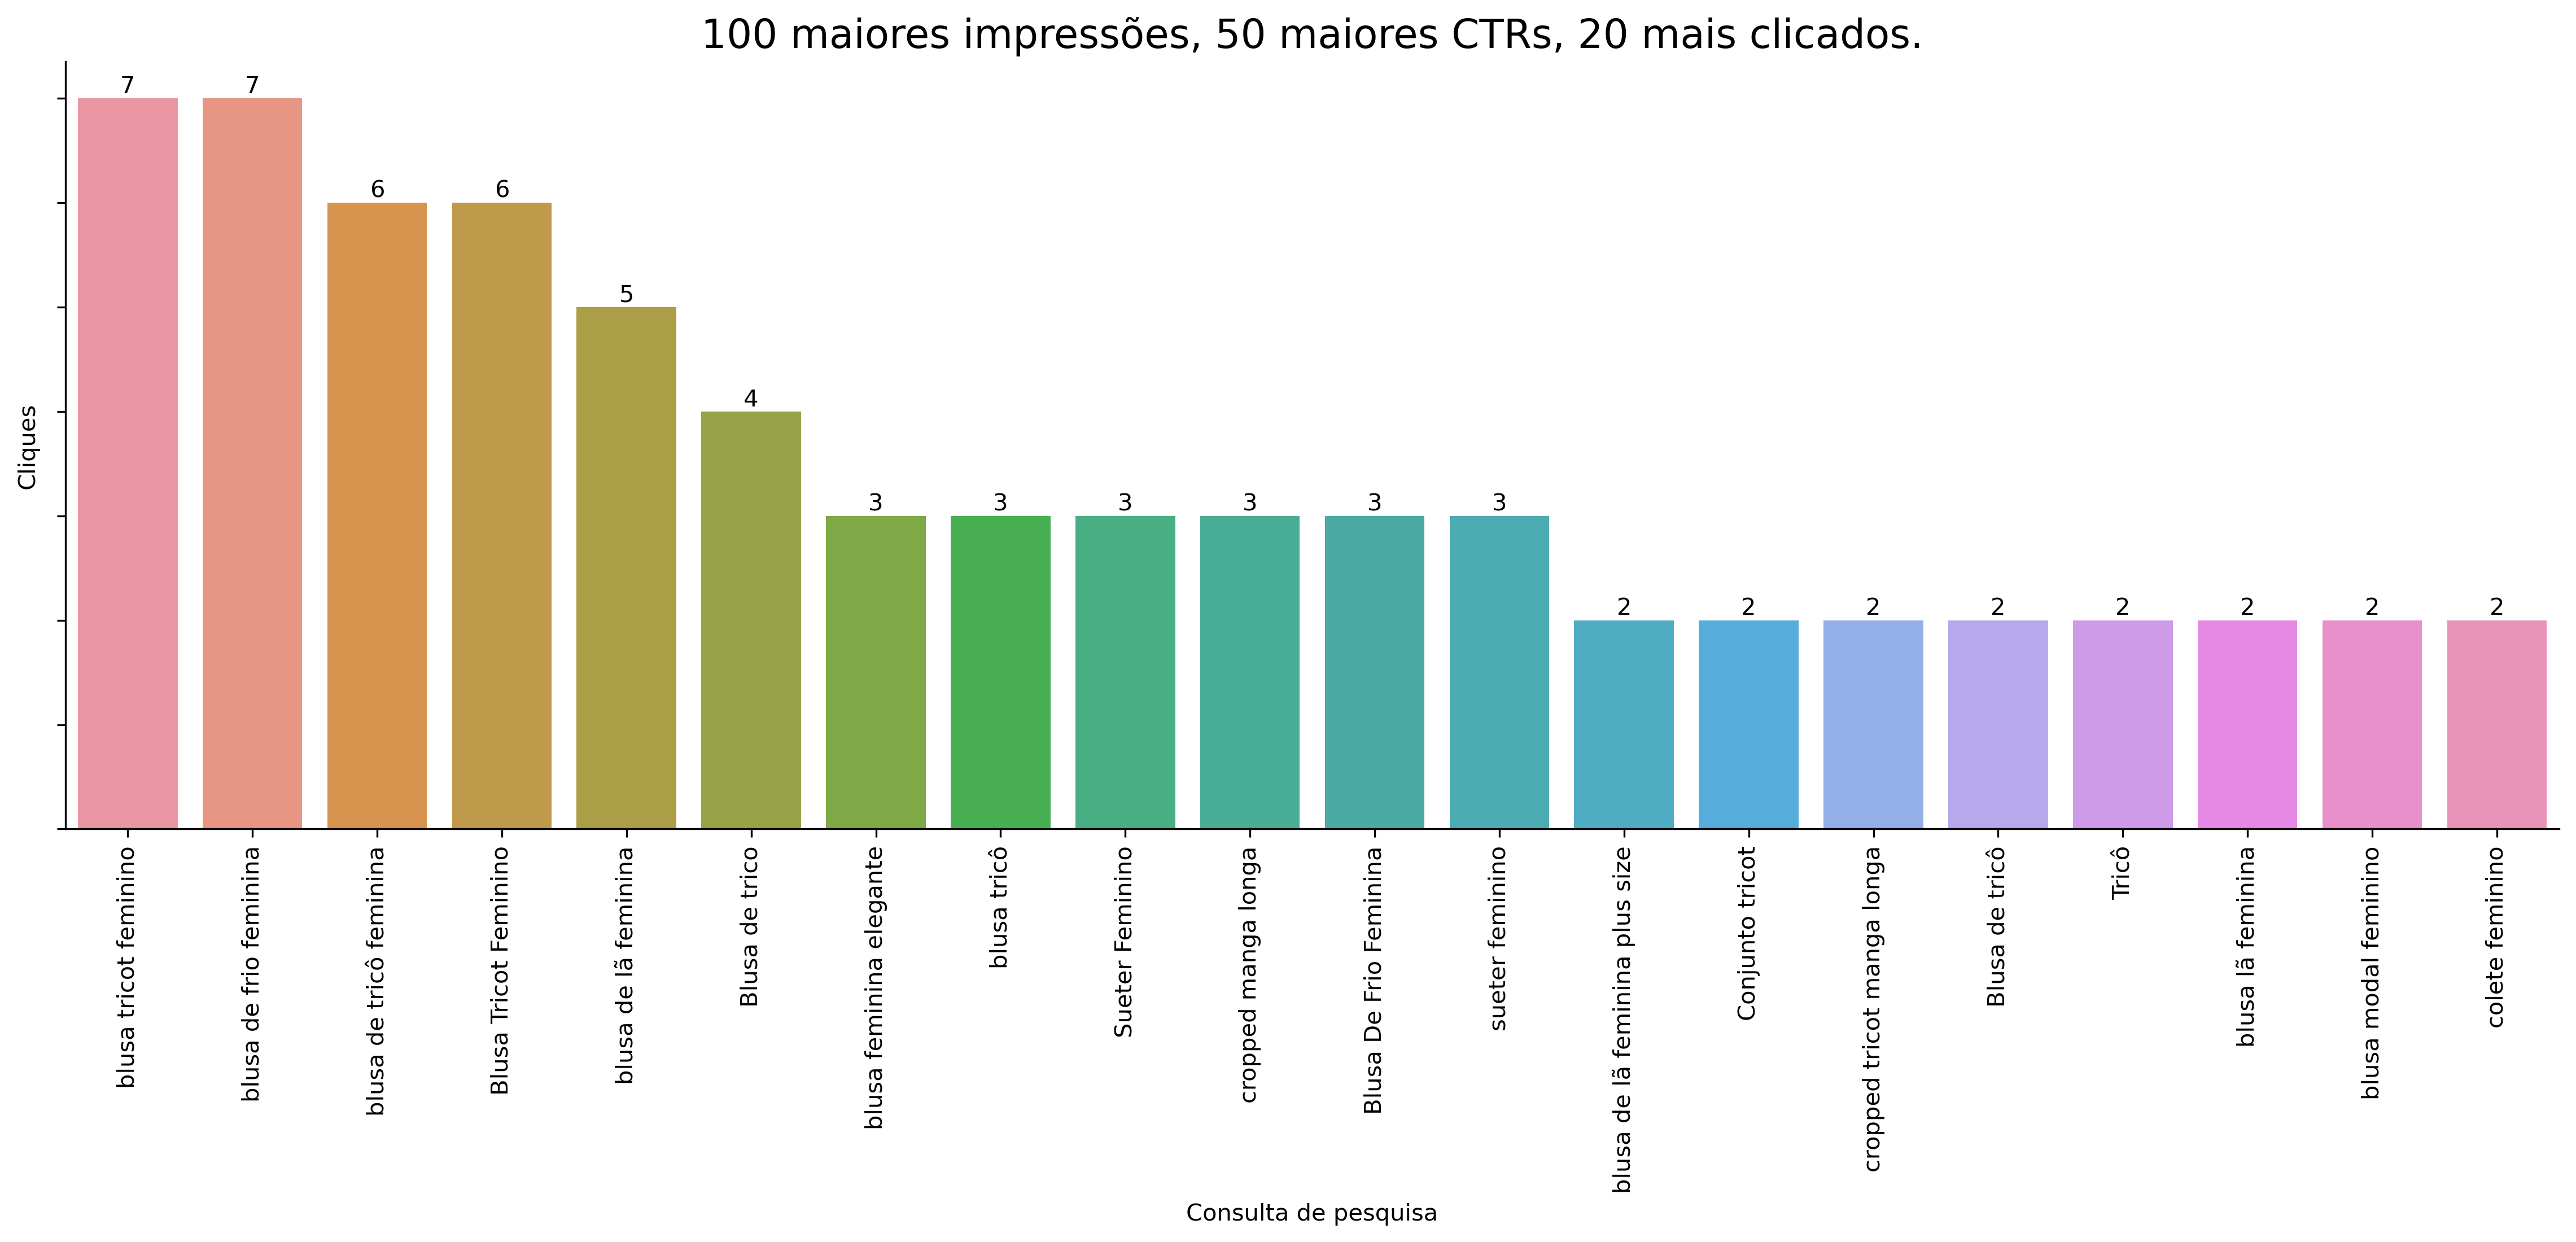 100 maiores impressões, 50 maiores CTRs, 20 mais clicados.
Cliques
7
7
6
6
5
4
3
3
3
3
3
3
2
2
2
2
2
2
2
2
blusa tricot feminino
blusa de frio feminina
blusa de tricô feminina
Blusa Tricot Feminino
blusa de lã feminina
Blusa de trico
blusa feminina elegante
blusa tricô
Sueter Feminino
cropped manga longa
Blusa De Frio Feminina
sueter feminino
blusa de lã feminina plus size
Conjunto tricot
cropped tricot manga longa
Blusa de tricô
Tricô
blusa lã feminina
blusa modal feminino
colete feminino
Consulta de pesquisa